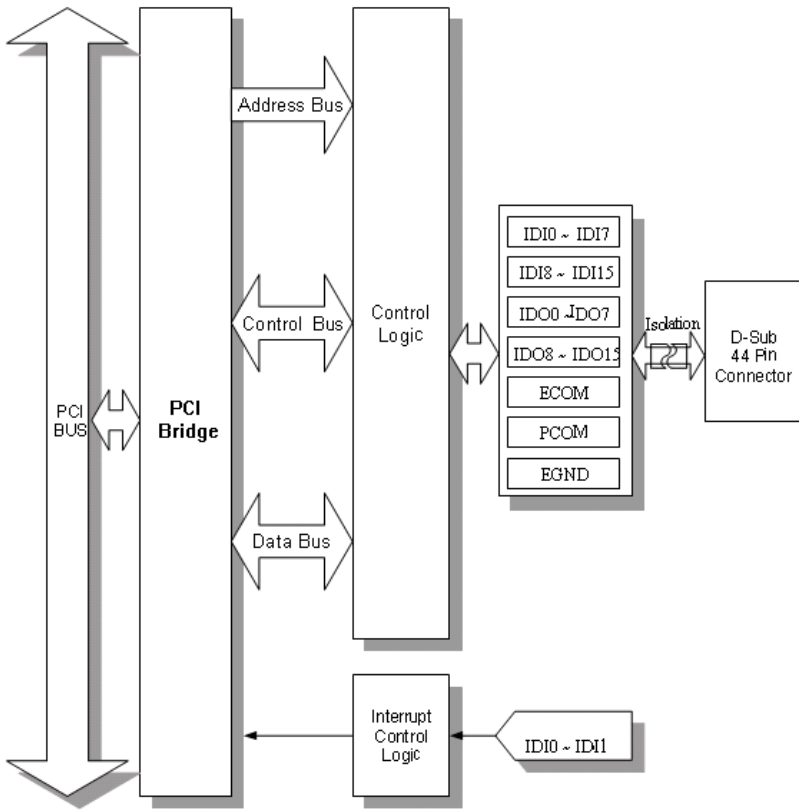 Address Bus
IDI0 ~ IDI7
IDI8 ~ IDI15
IDO0 ~ IDO7
IDO8 ~ IDO15
ECOM
PCOM
EGND
Control Bus
Control
Logic
Isolation
D-Sub
44 Pin
Connector
PCI
BUS
PCI
Bridge
Data Bus
Interrupt
Control
Logic
IDI0 ~ IDI1